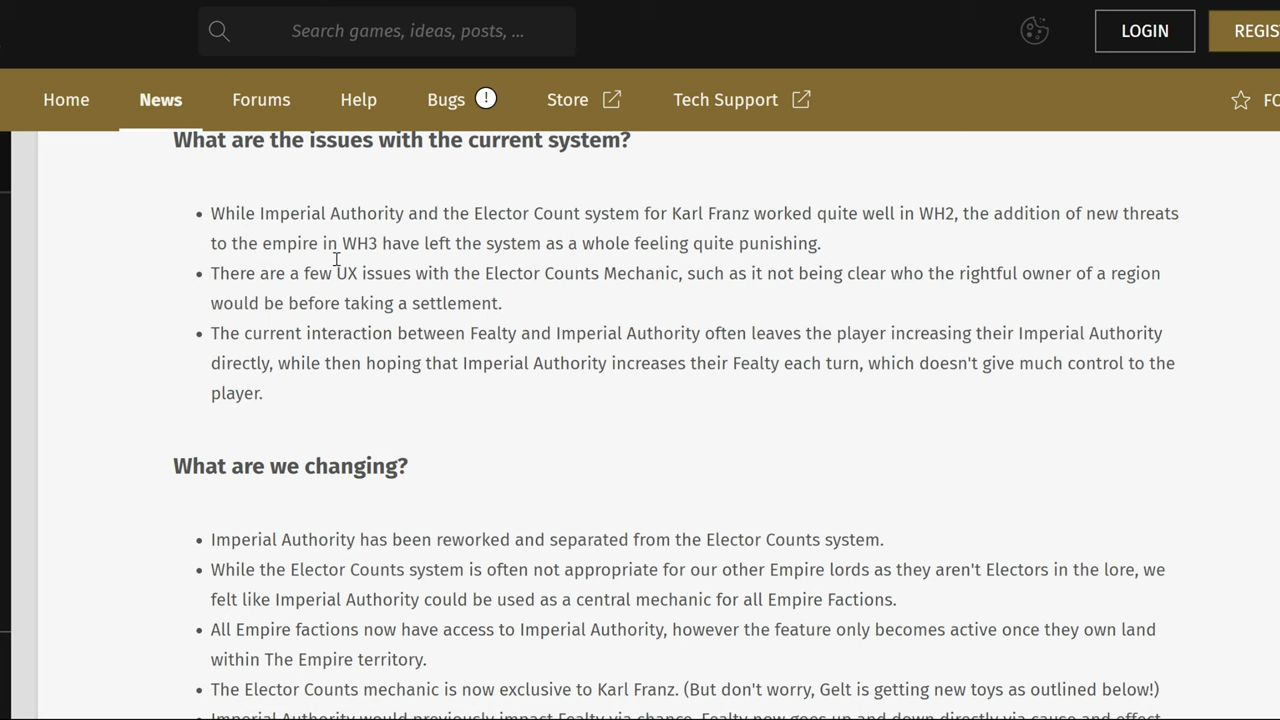 Search games, ideas, posts, ...
LOGIN
REGIS
Home
News
Forums
Help
Bugs
!
Store
Tech Support
FO
What are the issues with the current system?
• While Imperial Authority and the Elector Count system for Karl Franz worked quite well in WH2, the addition of new threats
to the empire in WH3 have left the system as a whole feeling quite punishing.
• There are a few UX issues with the Elector Counts Mechanic, such as it not being clear who the rightful owner of a region
would be before taking a settlement.
• The current interaction between Fealty and Imperial Authority often leaves the player increasing their Imperial Authority
directly, while then hoping that Imperial Authority increases their Fealty each turn, which doesn't give much control to the
player.
What are we changing?
• Imperial Authority has been reworked and separated from the Elector Counts system.
• While the Elector Counts system is often not appropriate for our other Empire lords as they aren't Electors in the lore, we
felt like Imperial Authority could be used as a central mechanic for all Empire Factions.
• All Empire factions now have access to Imperial Authority, however the feature only becomes active once they own land
within The Empire territory.
• The Elector Counts mechanic is now exclusive to Karl Franz. (But don't worry, Gelt is getting new toys as outlined below!)
• Imperial Authority would previously impact Fealty via chance. Fealty now goes up and down directly via cause and effect